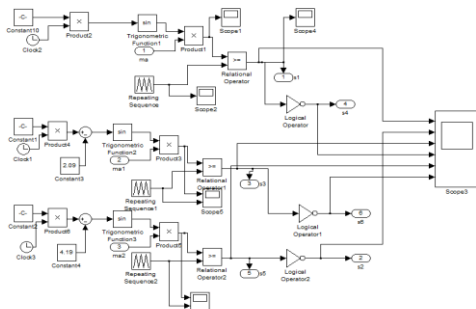 -C-
Constant10
Clock2
×
Product2
sin
Trigonometric
Function1
1
ma
×
Product1
Scope1
Repeating
Sequence
Scope2
>=
Relational
Operator
Scope4
1
s1
Logical
Operator
4
s4
Scope3
-C-
Constant1
Clock1
×
Product4
2.09
Constant3
sin
Trigonometric
Function2
2
ma1
×
Product3
Repeating
Sequence1
>=
Relational
Operator1
Scope5
3
s3
Logical
Operator1
6
s6
-C-
Constant2
Clock3
×
Product6
4.19
Constant4
sin
Trigonometric
Function3
3
ma2
×
Product5
Repeating
Sequence2
>=
Relational
Operator2
5
s5
Logical
Operator2
2
s2